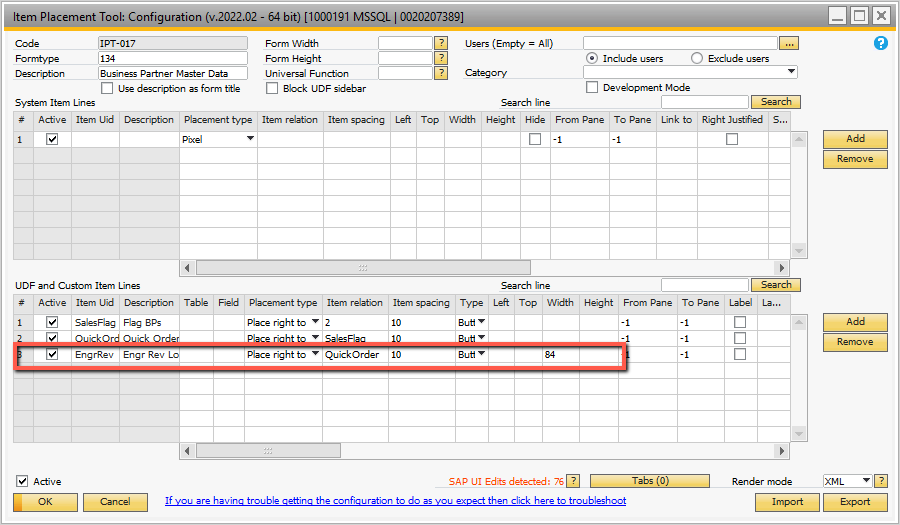 Item Placement Tool: Configuration (v.2022.02 - 64 bit) [1000191 MSSQL | 0020207389]
Code IPT-017 Form Width ? Users (Empty = All) ... ?
Formtype 134 Form Height ? Include users Exclude users
Description Business Partner Master Data Universal Function ? Category
Use description as form title Block UDF sidebar Development Mode
System Item Lines Search line Search
# Active Item Uid Description Placement type Item relation Item spacing Left Top Width Height Hide From Pane To Pane Link to Right Justified S...
1 Pixel -1 -1 Add
Remove
UDF and Custom Item Lines Search line Search
# Active Item Uid Description Table Field Placement type Item relation Item spacing Type Left Top Width Height From Pane To Pane Label La...
1 SalesFlag Flag BPs Place right to 2 10 Butt -1 -1 Add
2 QuickOrd Quick Order Place right to SalesFlag 10 Butt -1 -1 Remove
3 EngrRev Engr Rev Lo Place right to QuickOrder 10 Butt 84 -1 -1
Active SAP UI Edits detected: 76 ? Tabs (0) Render mode XML ?
OK Cancel If you are having trouble getting the configuration to do as you expect then click here to troubleshoot Import Export